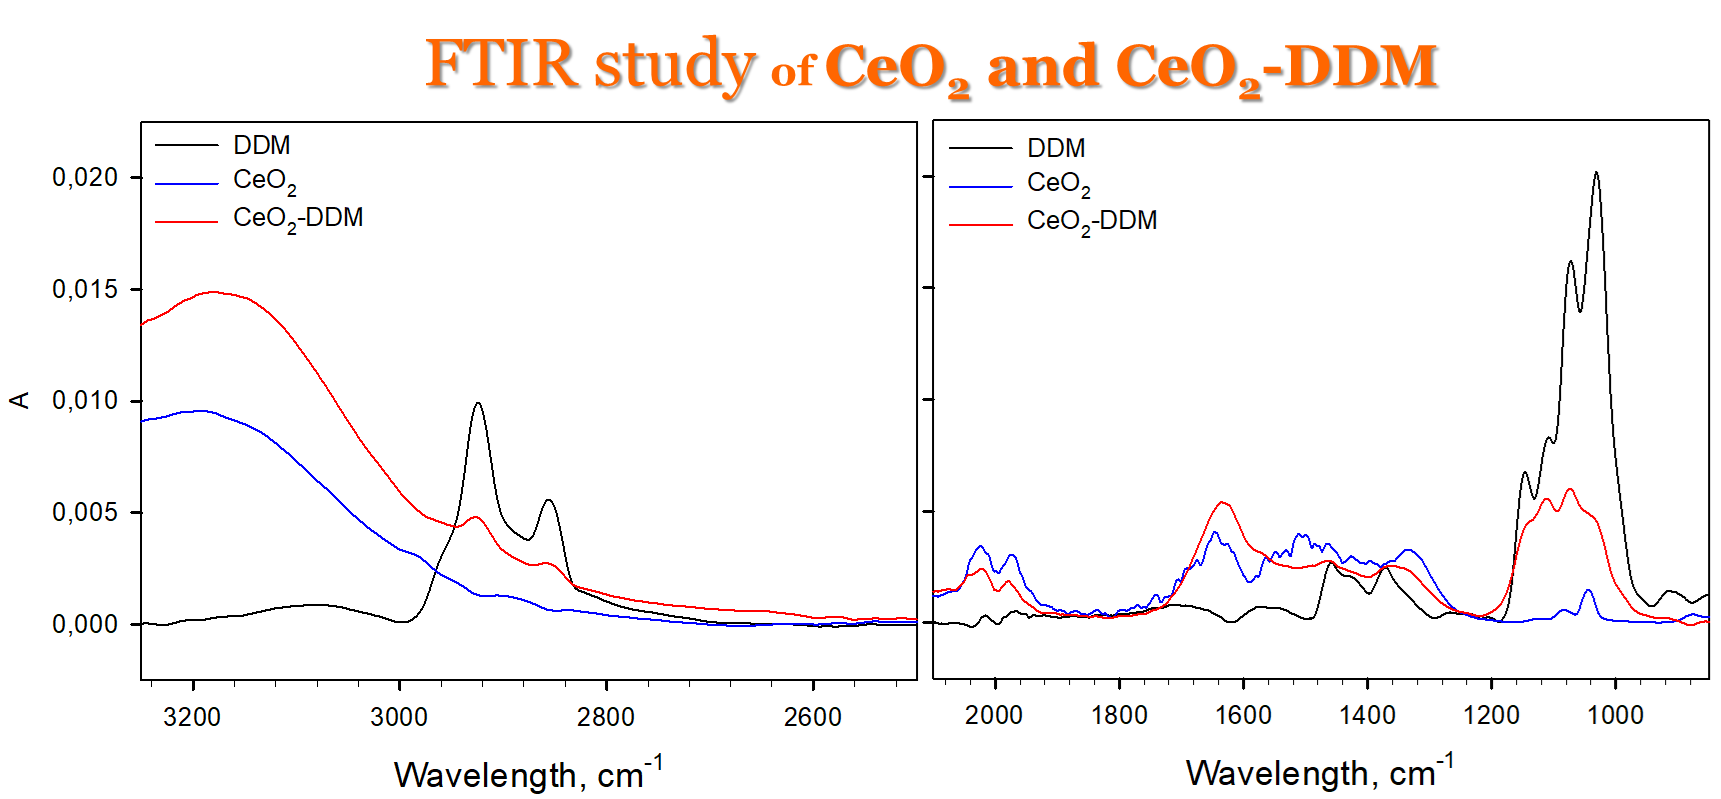 FTIR study of CeO₂ and CeO₂-DDM
DDM
CeO₂
CeO₂-DDM
0,020
0,015
0,010
0,005
0,000
A
3200 3000 2800 2600
Wavelength, cm⁻¹
DDM
CeO₂
CeO₂-DDM
2000 1800 1600 1400 1200 1000
Wavelength, cm⁻¹